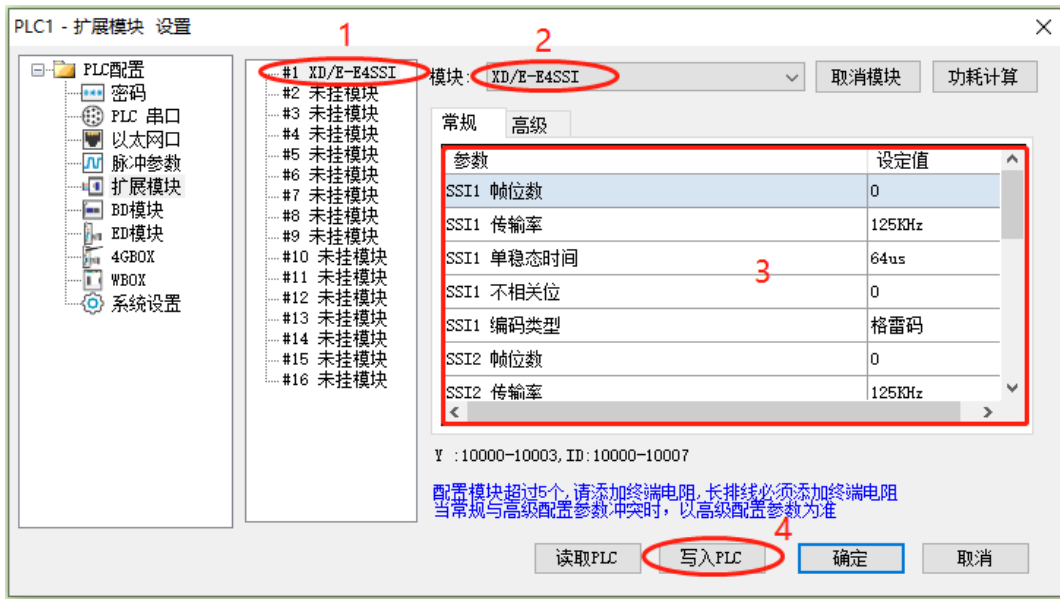 PLC1 - 扩展模块 设置
1
2
PLC配置
密码
PLC 串口
以太网口
脉冲参数
扩展模块
BD模块
ED模块
4GBOX
WBOX
系统设置
#1 XD/E-E4SSI
#2 未挂模块
#3 未挂模块
#4 未挂模块
#5 未挂模块
#6 未挂模块
#7 未挂模块
#8 未挂模块
#9 未挂模块
#10 未挂模块
#11 未挂模块
#12 未挂模块
#13 未挂模块
#14 未挂模块
#15 未挂模块
#16 未挂模块
模块: XD/E-E4SSI 取消模块 功耗计算
常规 高级
参数 设定值
SSI1 帧位数 0
SSI1 传输率 125KHz
SSI1 单稳态时间 64us
3
SSI1 不相关位 0
SSI1 编码类型 格雷码
SSI2 帧位数 0
SSI2 传输率 125KHz
Y :10000-10003,ID:10000-10007
配置模块超过5个,请添加终端电阻,长排线必须添加终端电阻
当常规与高级配置参数冲突时，以高级配置参数为准
4
读取PLC 写入PLC 确定 取消